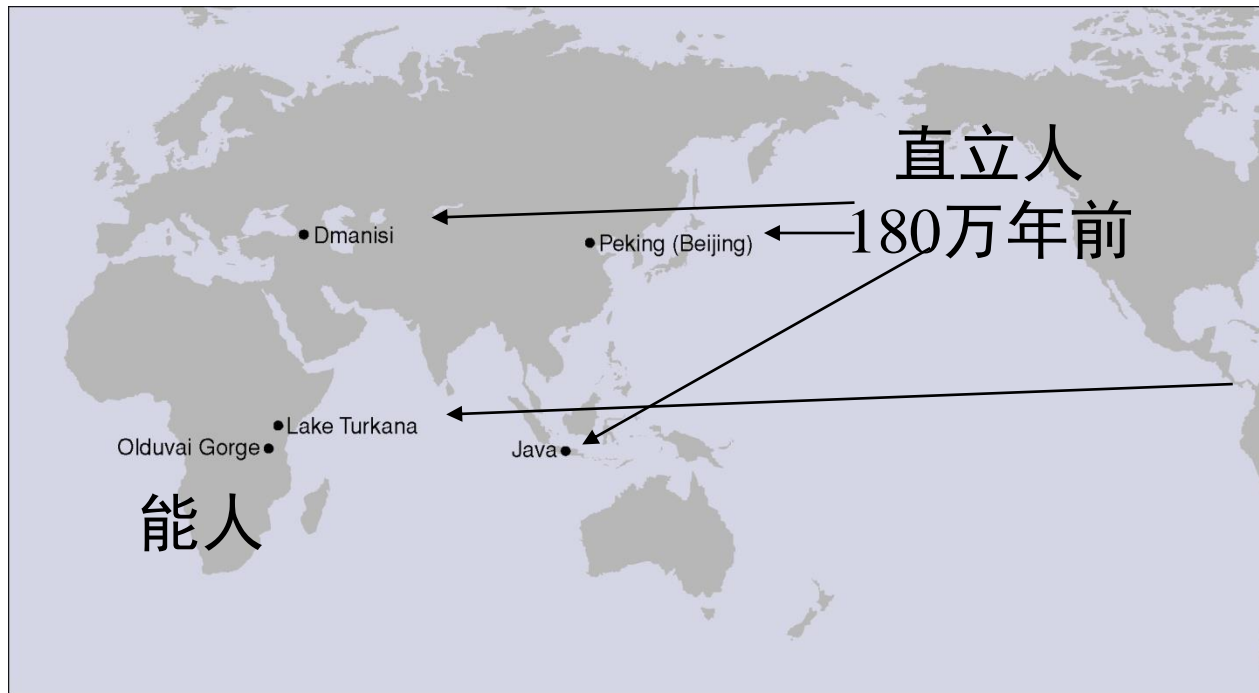 直立人
180万年前
Dmanisi
Peking (Beijing)
Lake Turkana
Olduvai Gorge
Java
能人